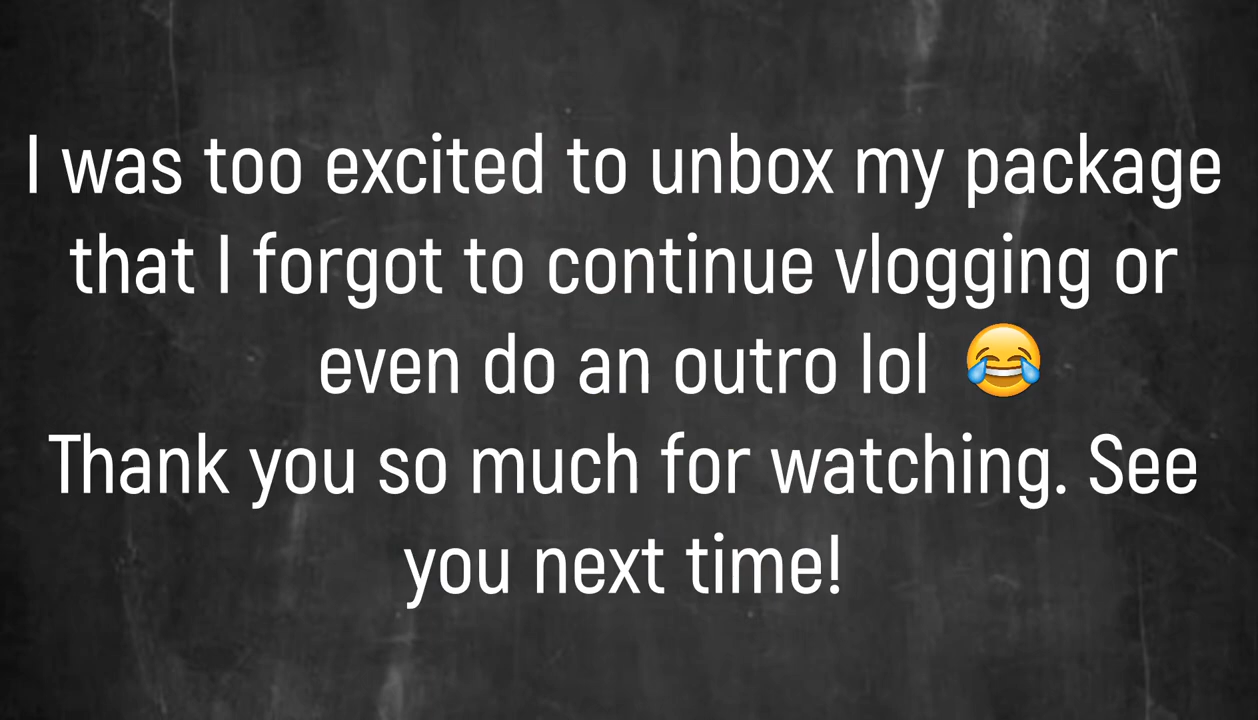 I was too excited to unbox my package
that I forgot to continue vlogging or
even do an outro lol 😂
Thank you so much for watching. See
you next time!